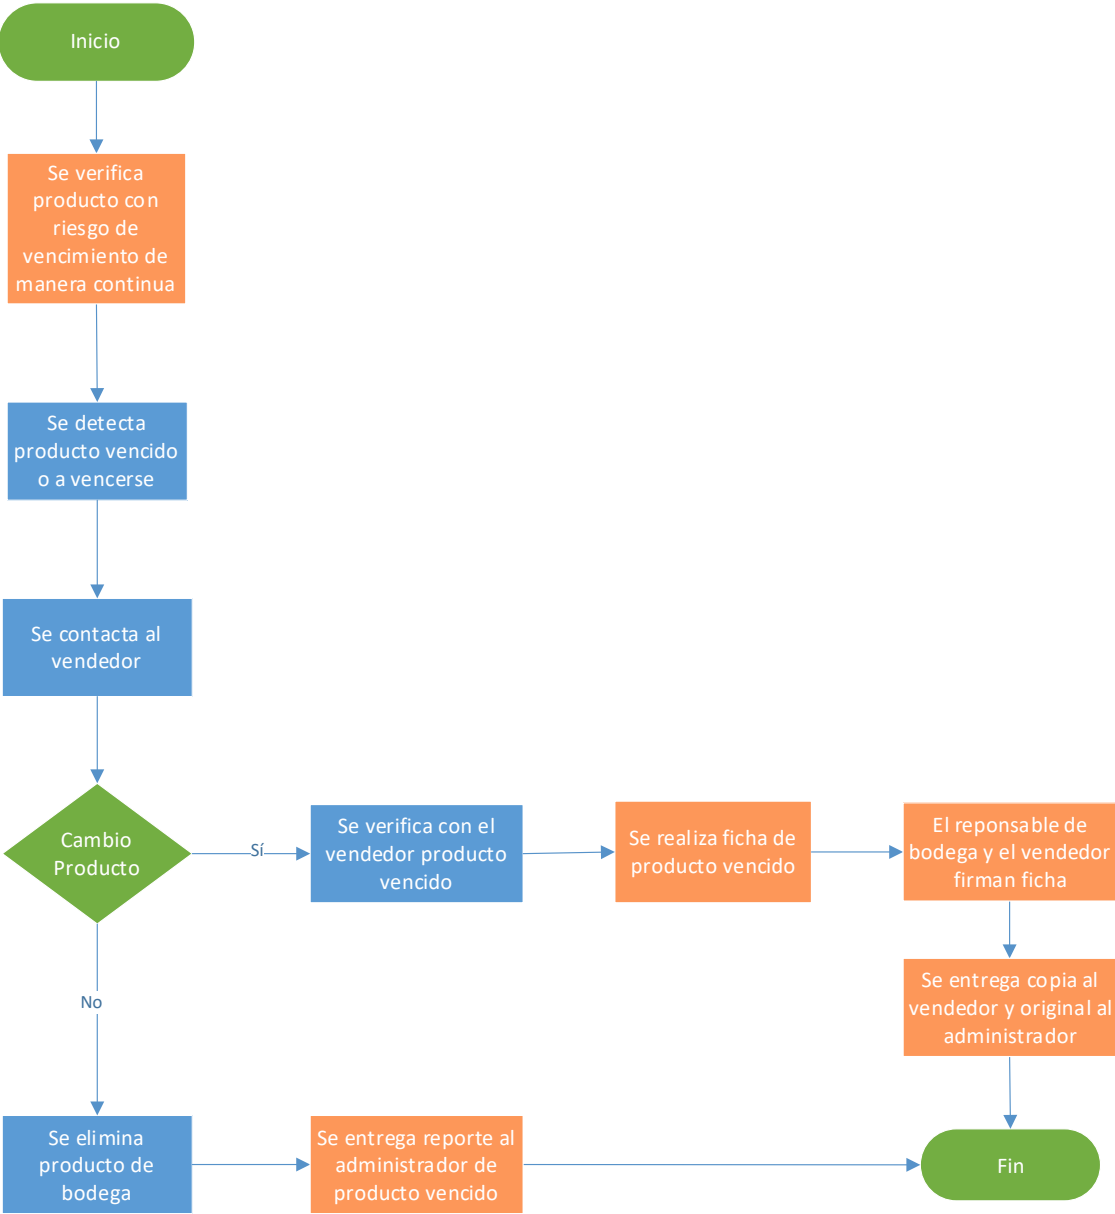 Inicio
Se verifica
producto con
riesgo de
vencimiento de
manera continua
Se detecta
producto vencido
o a vencerse
Se contacta al
vendedor
Cambio
Producto
Sí
Se verifica con el
vendedor producto
vencido
Se realiza ficha de
producto vencido
El reponsable de
bodega y el vendedor
firman ficha
Se entrega copia al
vendedor y original al
administrador
No
Se elimina
producto de
bodega
Se entrega reporte al
administrador de
producto vencido
Fin